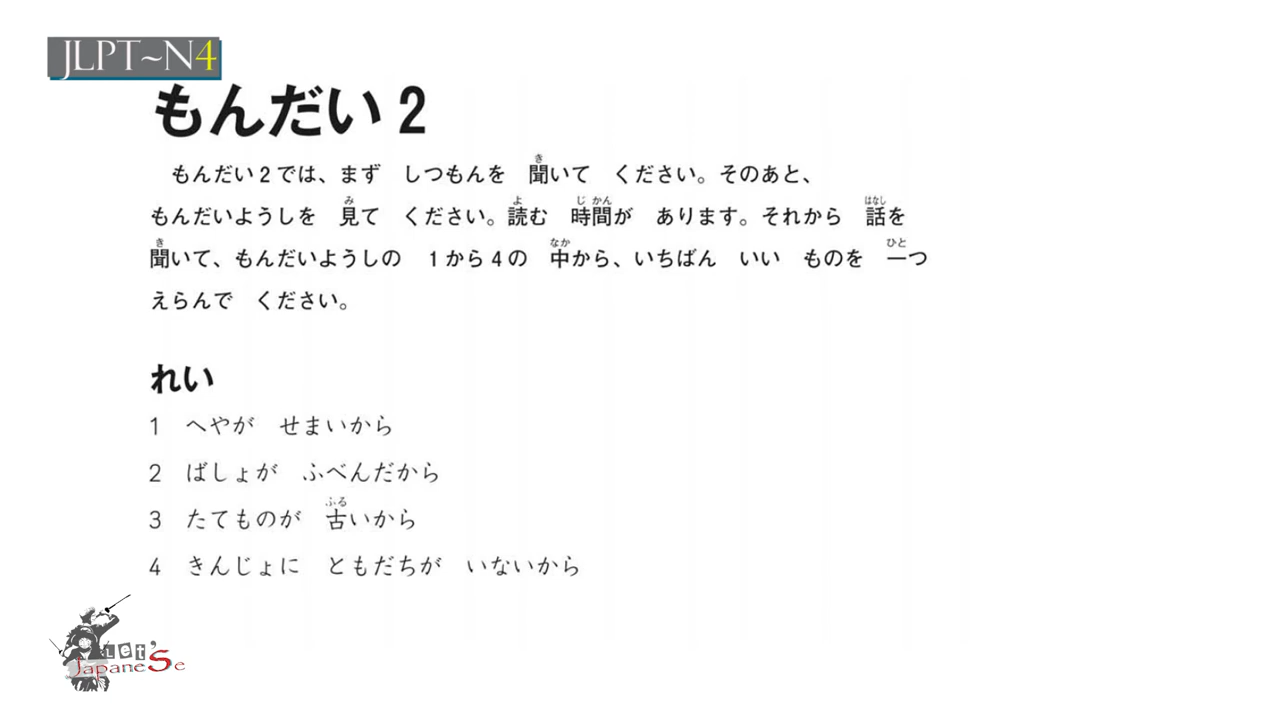 JLPT~N4
もんだい2
もんだい2では、まず しつもんを 聞いて ください。そのあと、
もんだいようしを 見て ください。読む 時間が あります。それから 話を
聞いて、もんだいようしの 1から4の 中から、いちばん いい ものを 一つ
えらんで ください。
れい
1 へやが せまいから
2 ばしょが ふべんだから
3 たてものが 古いから
4 きんじょに ともだちが いないから
Let's
Japanese